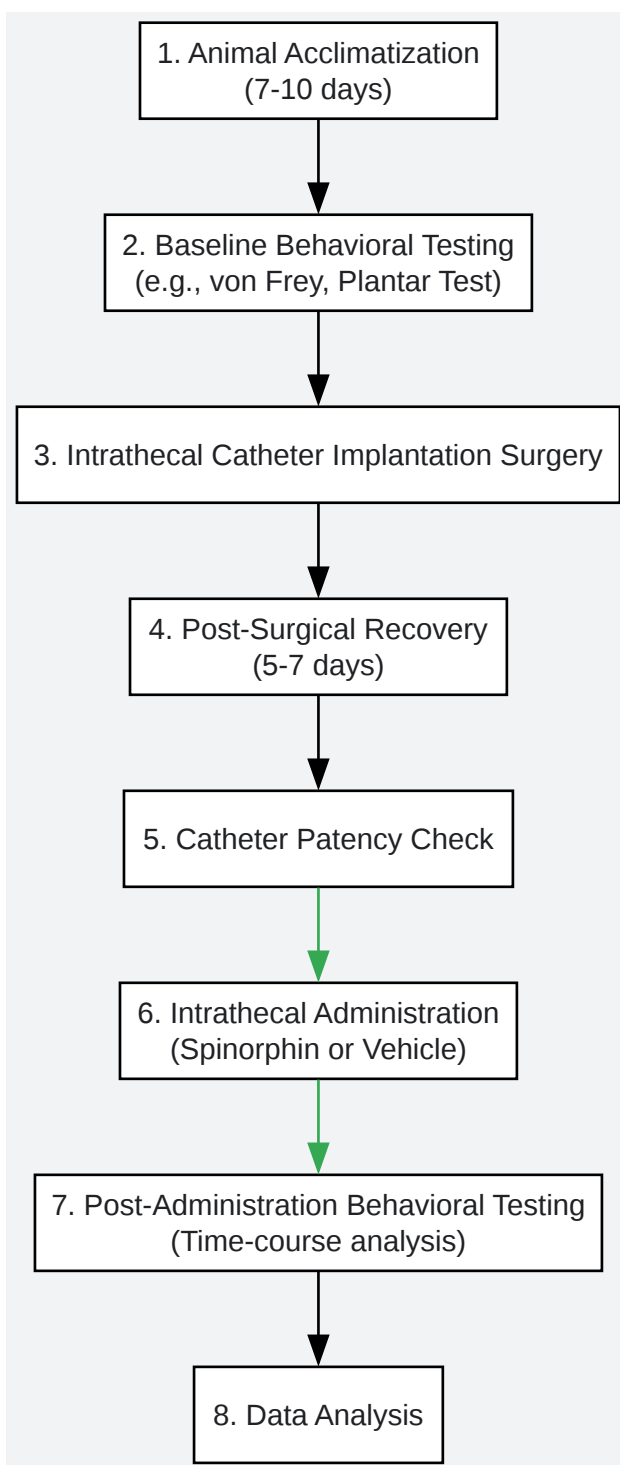 1. Animal Acclimatization
(7-10 days)
2. Baseline Behavioral Testing
(e.g., von Frey, Plantar Test)
3. Intrathecal Catheter Implantation Surgery
4. Post-Surgical Recovery
(5-7 days)
5. Catheter Patency Check
6. Intrathecal Administration
(Spinorphin or Vehicle)
7. Post-Administration Behavioral Testing
(Time-course analysis)
8. Data Analysis